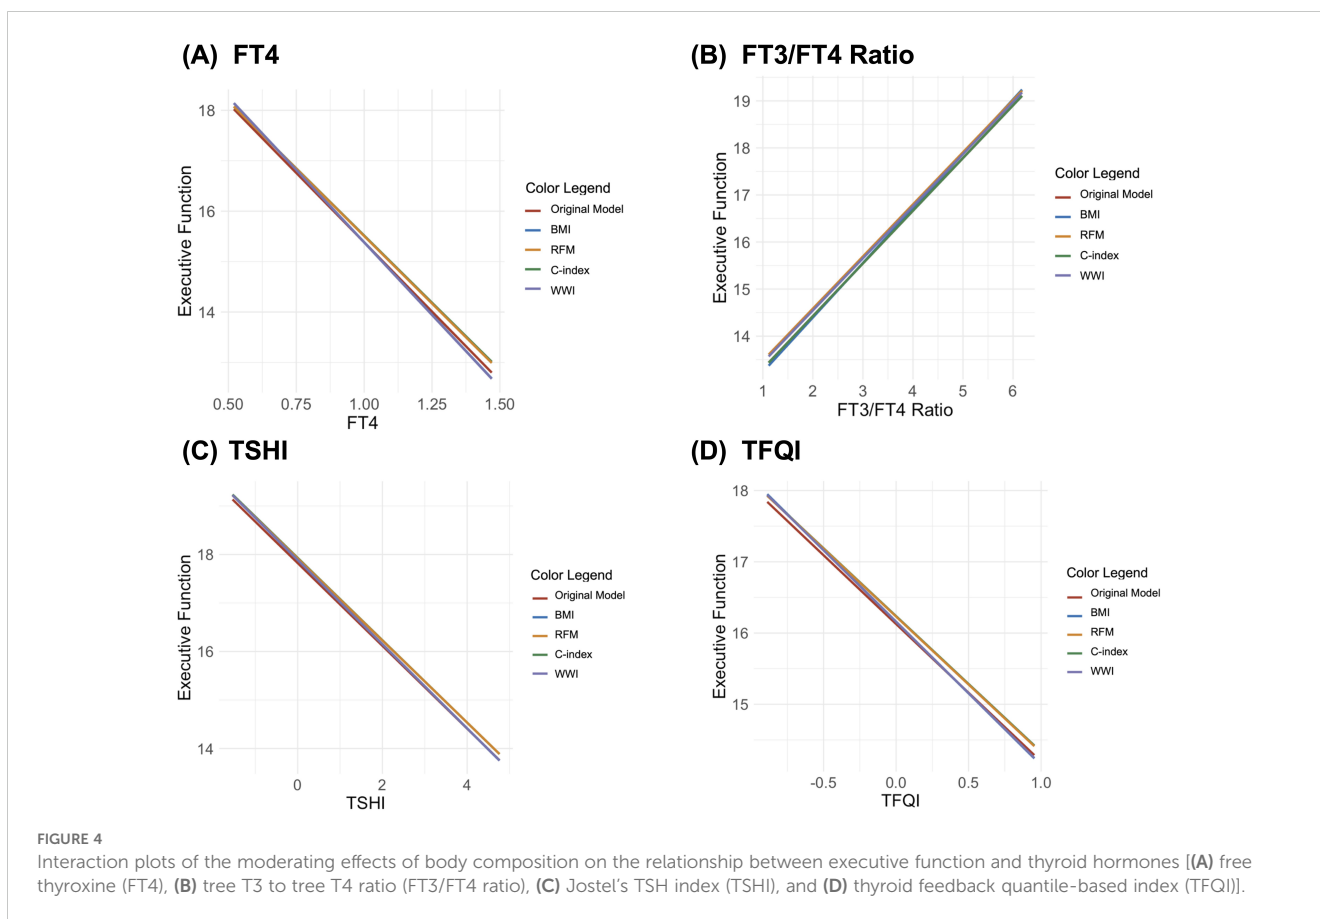 (A) FT4
18
16
14
0.50 0.75 1.00 1.25 1.50
FT4
Executive Function
Color Legend
Original Model
BMI
RFM
C-index
WWI
(B) FT3/FT4 Ratio
19
18
17
16
15
14
1 2 3 4 5 6
FT3/FT4 Ratio
Executive Function
Color Legend
Original Model
BMI
RFM
C-index
WWI
(C) TSHI
18
16
14
0 2 4
TSHI
Executive Function
Color Legend
Original Model
BMI
RFM
C-index
WWI
(D) TFQI
18
17
16
15
-0.5 0.0 0.5 1.0
TFQI
Executive Function
Color Legend
Original Model
BMI
RFM
C-index
WWI
FIGURE 4
Interaction plots of the moderating effects of body composition on the relationship between executive function and thyroid hormones [(A) free
thyroxine (FT4), (B) tree T3 to tree T4 ratio (FT3/FT4 ratio), (C) Jostel's TSH index (TSHI), and (D) thyroid feedback quantile-based index (TFQI)].